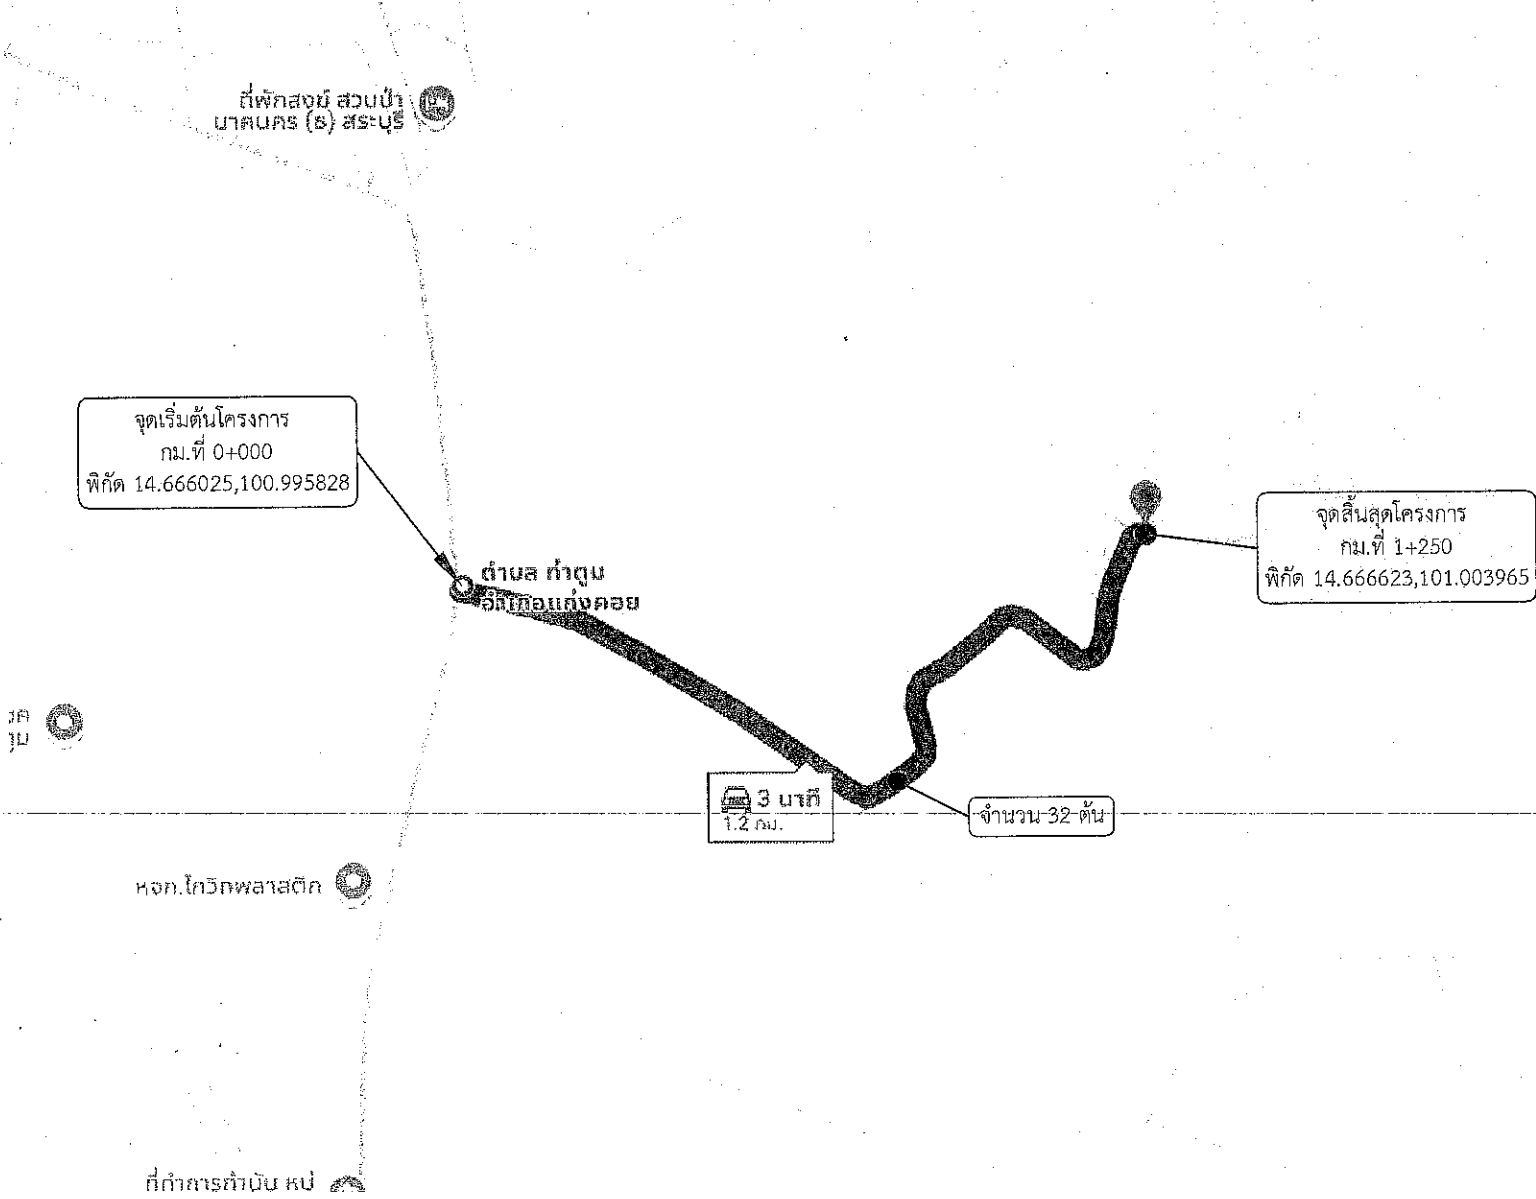 ที่พักสงฆ์ สวนป่า
นาคนคร (ธ) สระบุรี
จุดเริ่มต้นโครงการ
กม.ที่ 0+000
พิกัด 14.666025,100.995828
จุดสิ้นสุดโครงการ
กม.ที่ 1+250
พิกัด 14.666623,101.003965
ตำบล ท่าตูม
อำเภอแก่งคอย
3 นาที
1.2 กม.
จำนวน 32 ต้น
หจก.โกวิทพลาสติก
ที่ทำการกำนัน หมู่